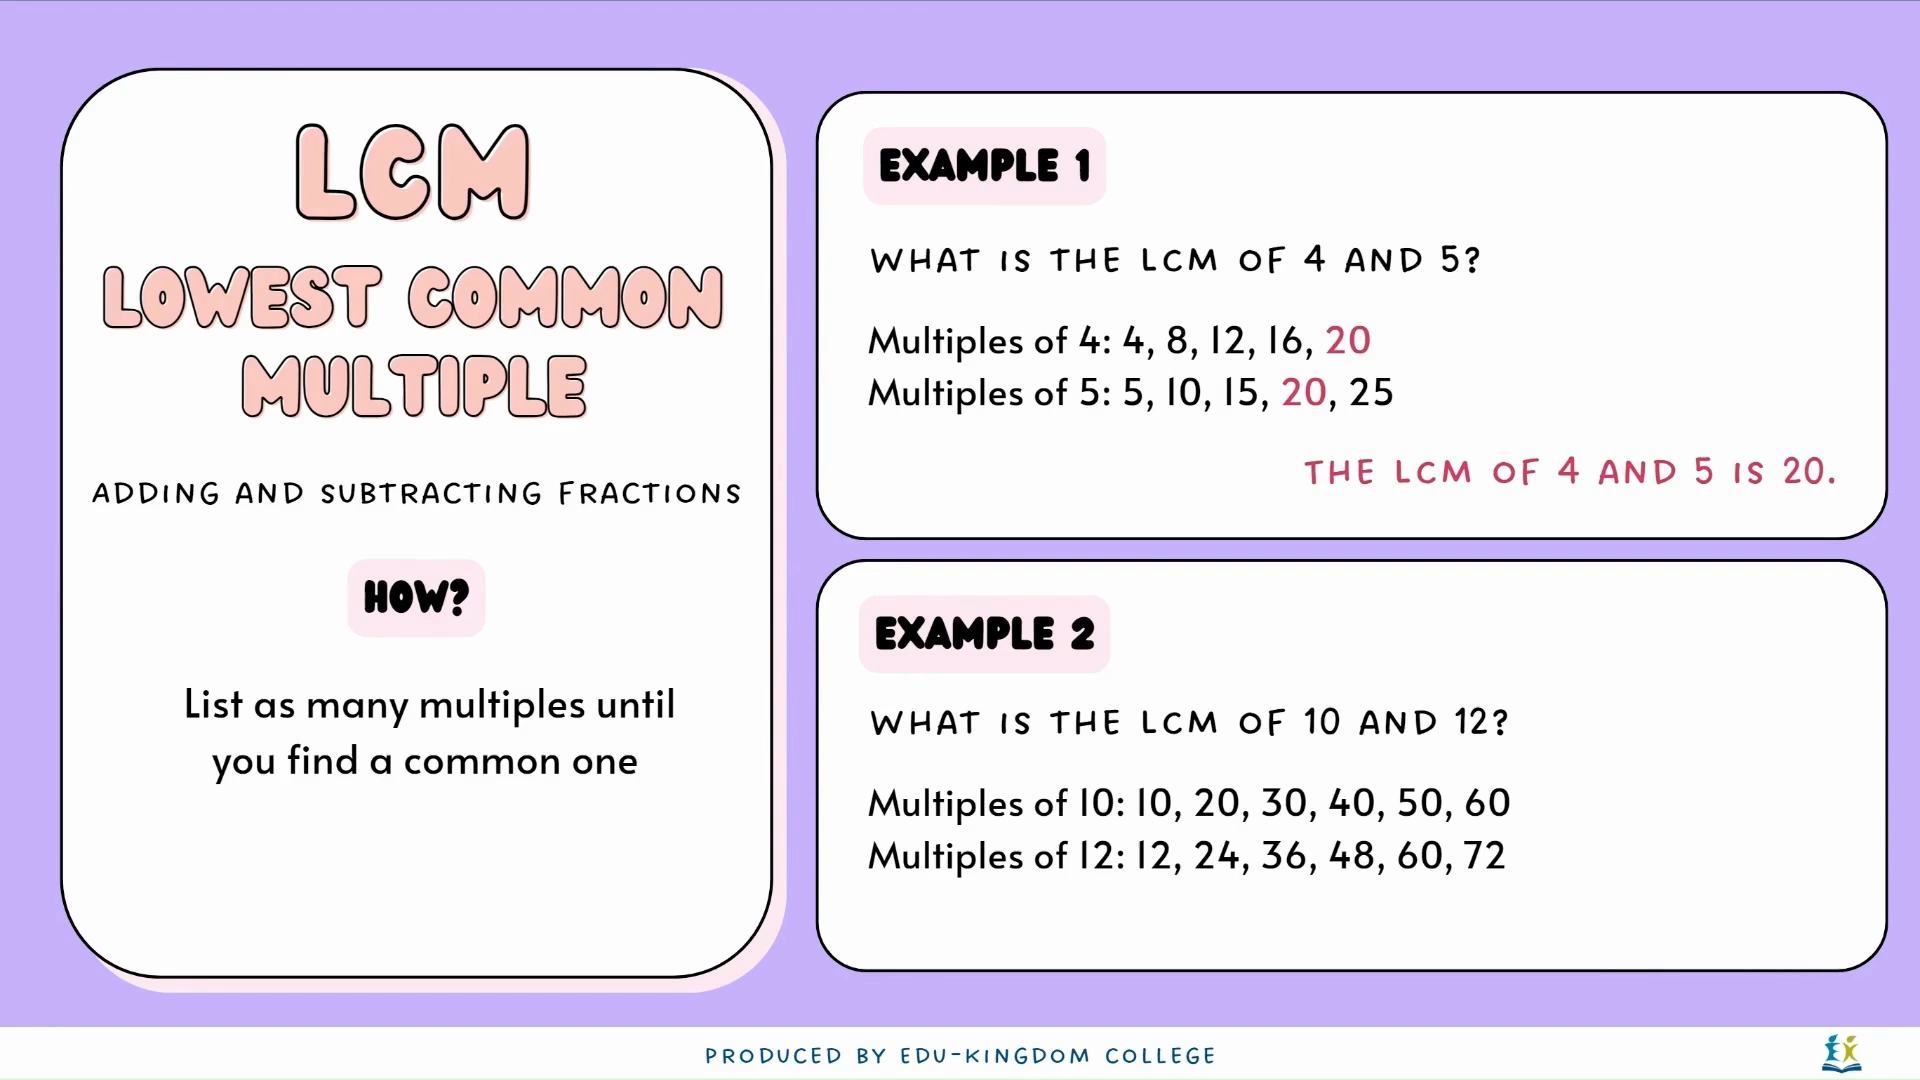 LCM
LOWEST COMMON
MULTIPLE
ADDING AND SUBTRACTING FRACTIONS
HOW?
List as many multiples until
you find a common one
EXAMPLE 1
WHAT IS THE LCM OF 4 AND 5?
Multiples of 4: 4, 8, 12, 16, 20
Multiples of 5: 5, 10, 15, 20, 25
THE LCM OF 4 AND 5 IS 20.
EXAMPLE 2
WHAT IS THE LCM OF 10 AND 12?
Multiples of 10: 10, 20, 30, 40, 50, 60
Multiples of 12: 12, 24, 36, 48, 60, 72
PRODUCED BY EDU-KINGDOM COLLEGE